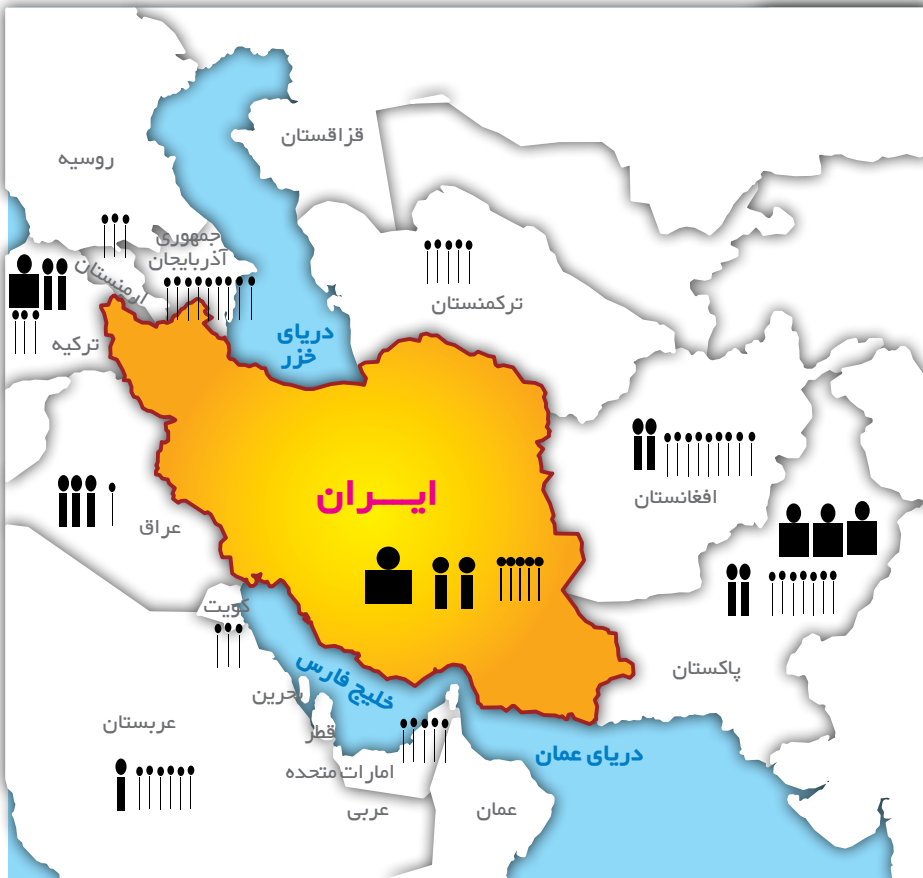 قزاقستان
روسیه
جمهوری
آذربایجان
ارمنستان
ترکمنستان
دریای
خزر
ترکیه
ایـــران
افغانستان
عراق
کویت
پاکستان
خلیج فارس
بحرین
عربستان
قطر
دریای عمان
امارات متحده
عربی
عمان